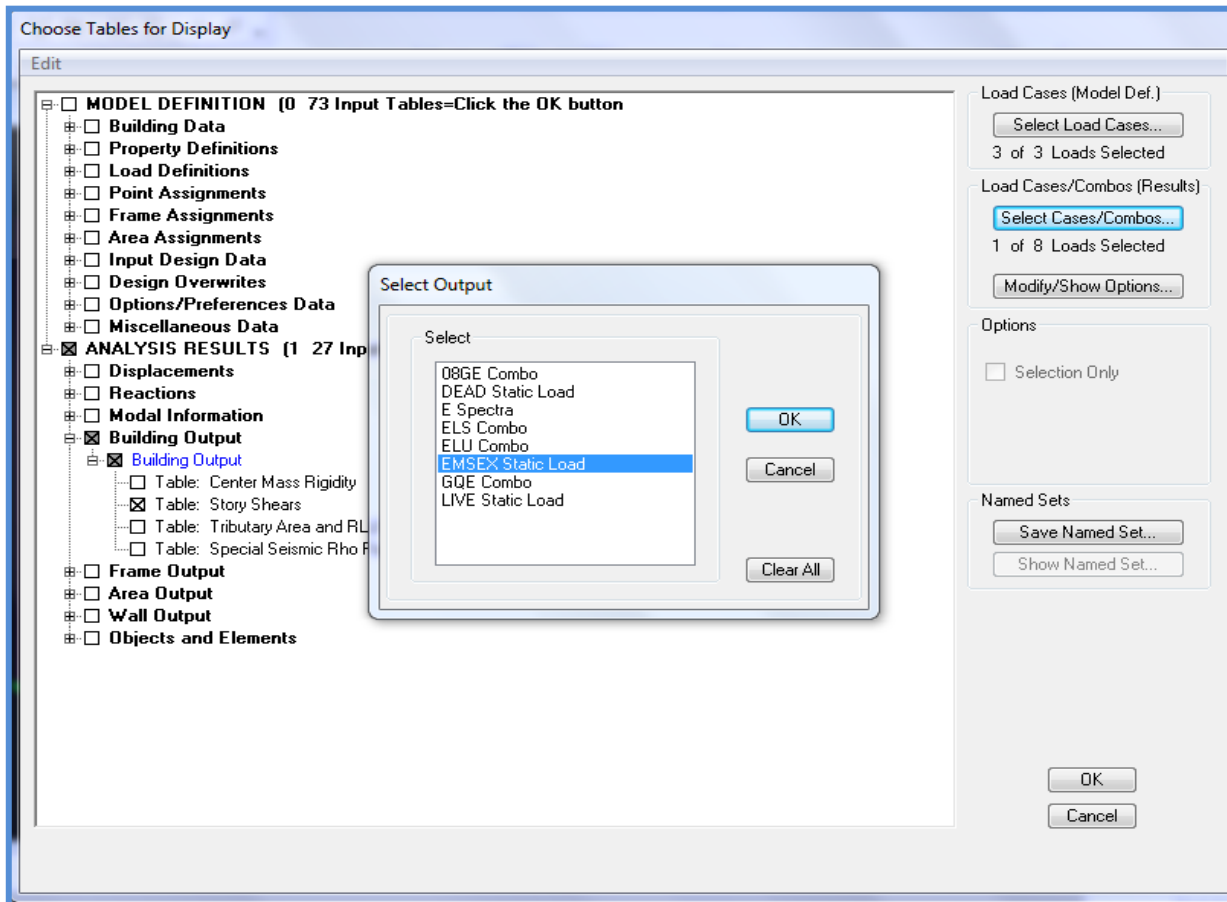 Choose Tables for Display
Edit
MODEL DEFINITION (0 73 Input Tables=Click the OK button
Building Data
Property Definitions
Load Definitions
Point Assignments
Frame Assignments
Area Assignments
Input Design Data
Design Overwrites
Options/Preferences Data
Miscellaneous Data
ANALYSIS RESULTS (1 27 Inp
Displacements
Reactions
Modal Information
Building Output
Building Output
Table: Center Mass Rigidity
Table: Story Shears
Table: Tributary Area and RL
Table: Special Seismic Rho
Frame Output
Area Output
Wall Output
Objects and Elements
Select Output
Select
08GE Combo
DEAD Static Load
E Spectra
ELS Combo
ELU Combo
EMSEX Static Load
GQE Combo
LIVE Static Load
OK
Cancel
Clear All
Load Cases (Model Def.)
Select Load Cases...
3 of 3 Loads Selected
Load Cases/Combos (Results)
Select Cases/Combos...
1 of 8 Loads Selected
Modify/Show Options...
Options
Selection Only
Named Sets
Save Named Set...
Show Named Set...
OK
Cancel